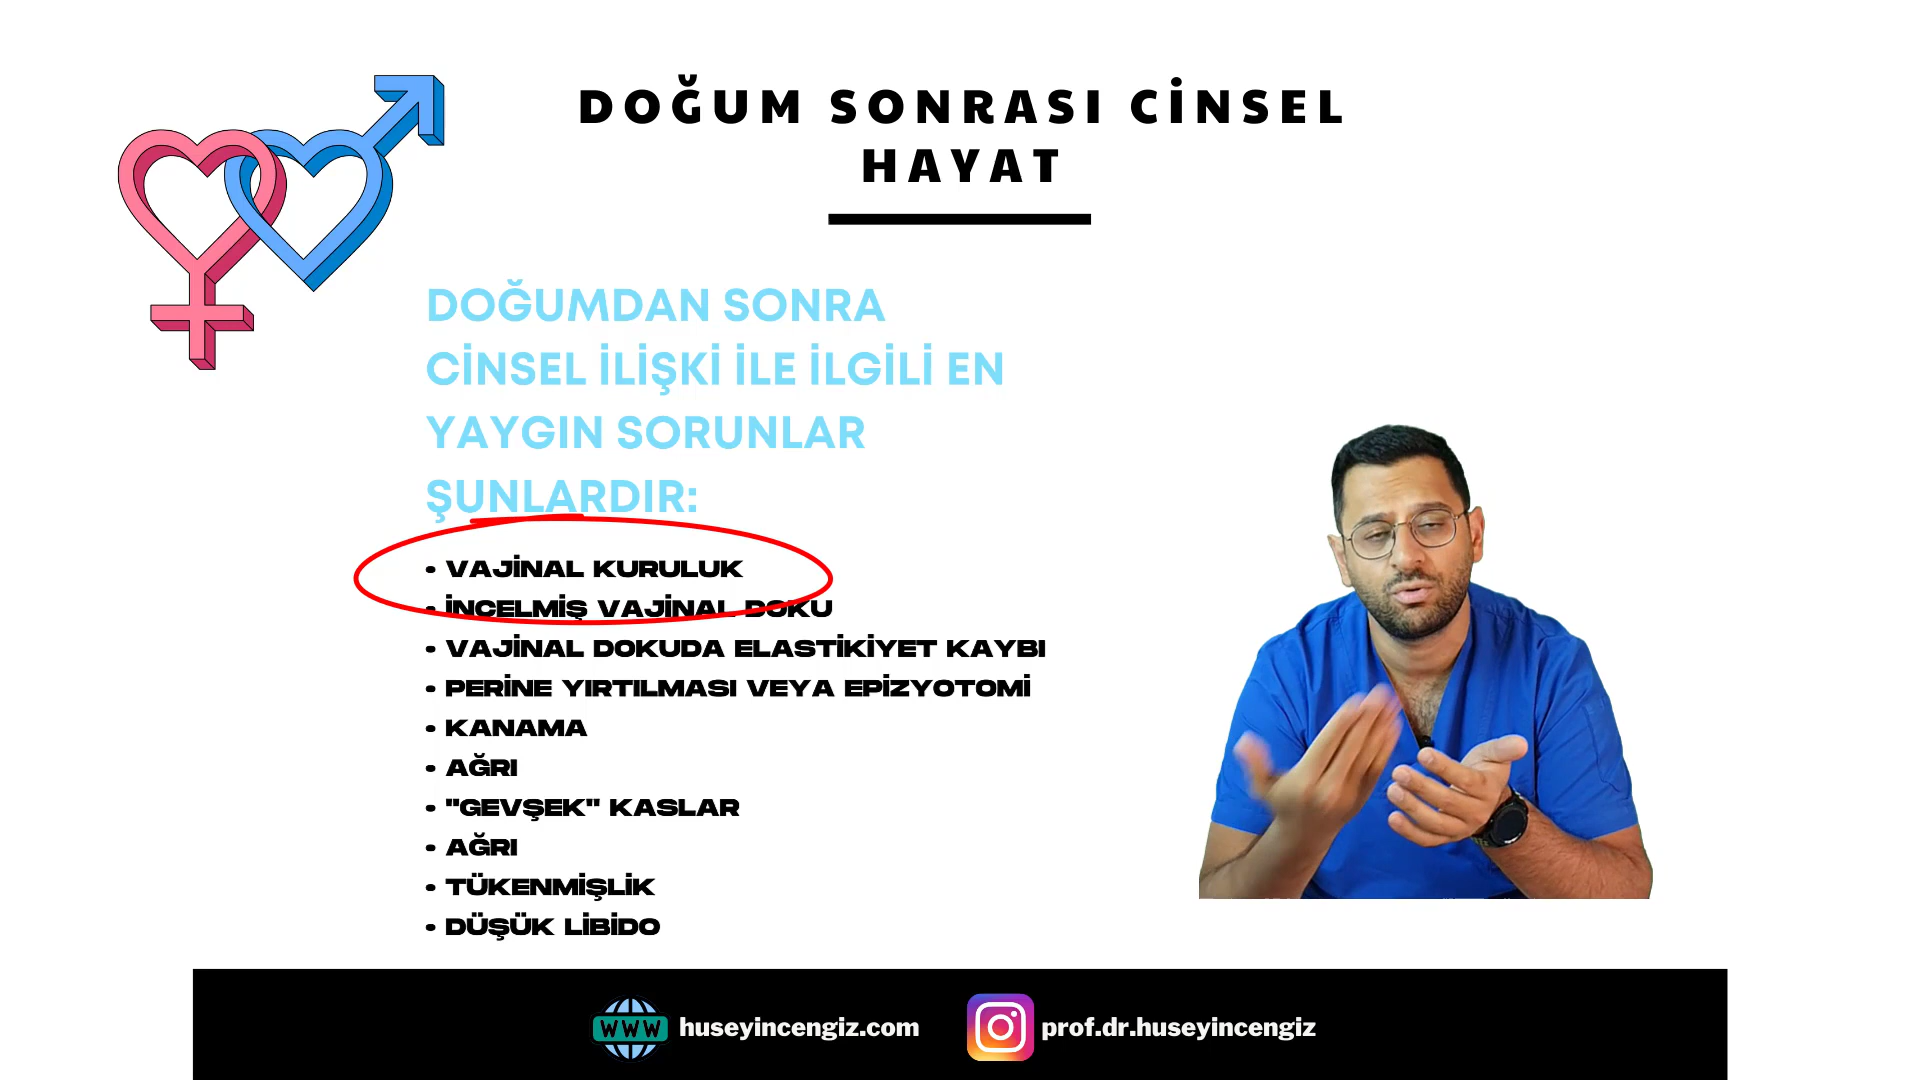 DOĞUM SONRASI CİNSEL
HAYAT
DOĞUMDAN SONRA
CİNSEL İLİŞKİ İLE İLGİLİ EN
YAYGIN SORUNLAR
ŞUNLARDIR:
• VAJİNAL KURULUK
• İNCELMİŞ VAJİNAL DOKU
• VAJİNAL DOKUDA ELASTİKİYET KAYBI
• PERİNE YIRTILMASI VEYA EPİZYOTOMİ
• KANAMA
• AĞRI
• "GEVŞEK" KASLAR
• AĞRI
• TÜKENMİŞLİK
• DÜŞÜK LİBİDO
WWW huseyincengiz.com prof.dr.huseyincengiz